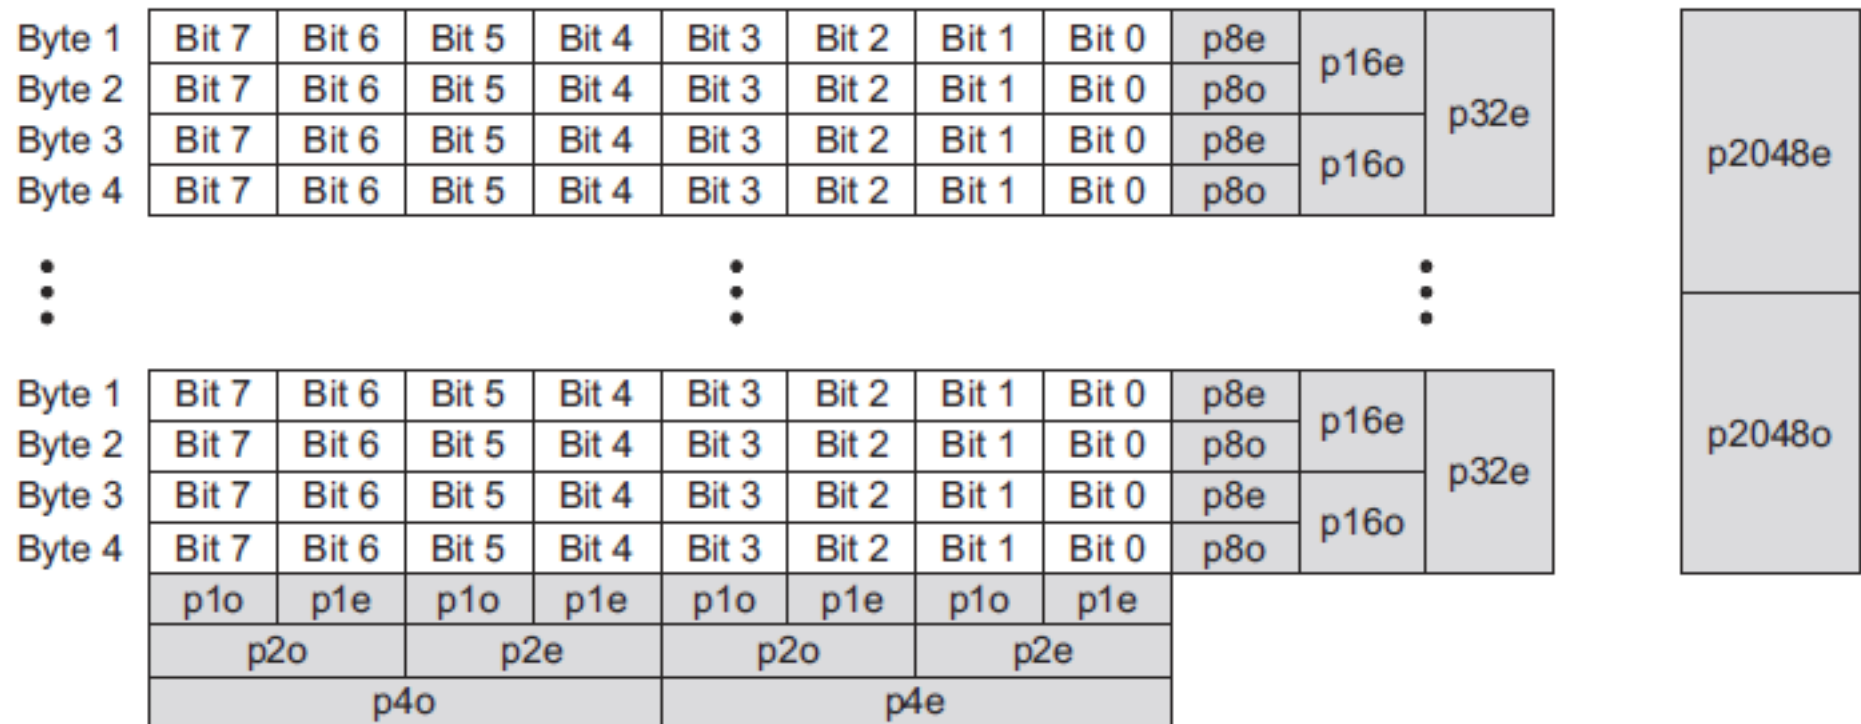 Byte 1 Bit 7 Bit 6 Bit 5 Bit 4 Bit 3 Bit 2 Bit 1 Bit 0 p8e p16e p32e p2048e
Byte 2 Bit 7 Bit 6 Bit 5 Bit 4 Bit 3 Bit 2 Bit 1 Bit 0 p8o
Byte 3 Bit 7 Bit 6 Bit 5 Bit 4 Bit 3 Bit 2 Bit 1 Bit 0 p8e p16o
Byte 4 Bit 7 Bit 6 Bit 5 Bit 4 Bit 3 Bit 2 Bit 1 Bit 0 p8o
Byte 1 Bit 7 Bit 6 Bit 5 Bit 4 Bit 3 Bit 2 Bit 1 Bit 0 p8e p16e p32e p2048o
Byte 2 Bit 7 Bit 6 Bit 5 Bit 4 Bit 3 Bit 2 Bit 1 Bit 0 p8o
Byte 3 Bit 7 Bit 6 Bit 5 Bit 4 Bit 3 Bit 2 Bit 1 Bit 0 p8e p16o
Byte 4 Bit 7 Bit 6 Bit 5 Bit 4 Bit 3 Bit 2 Bit 1 Bit 0 p8o
p1o p1e p1o p1e p1o p1e p1o p1e
p2o p2e p2o p2e
p4o p4e